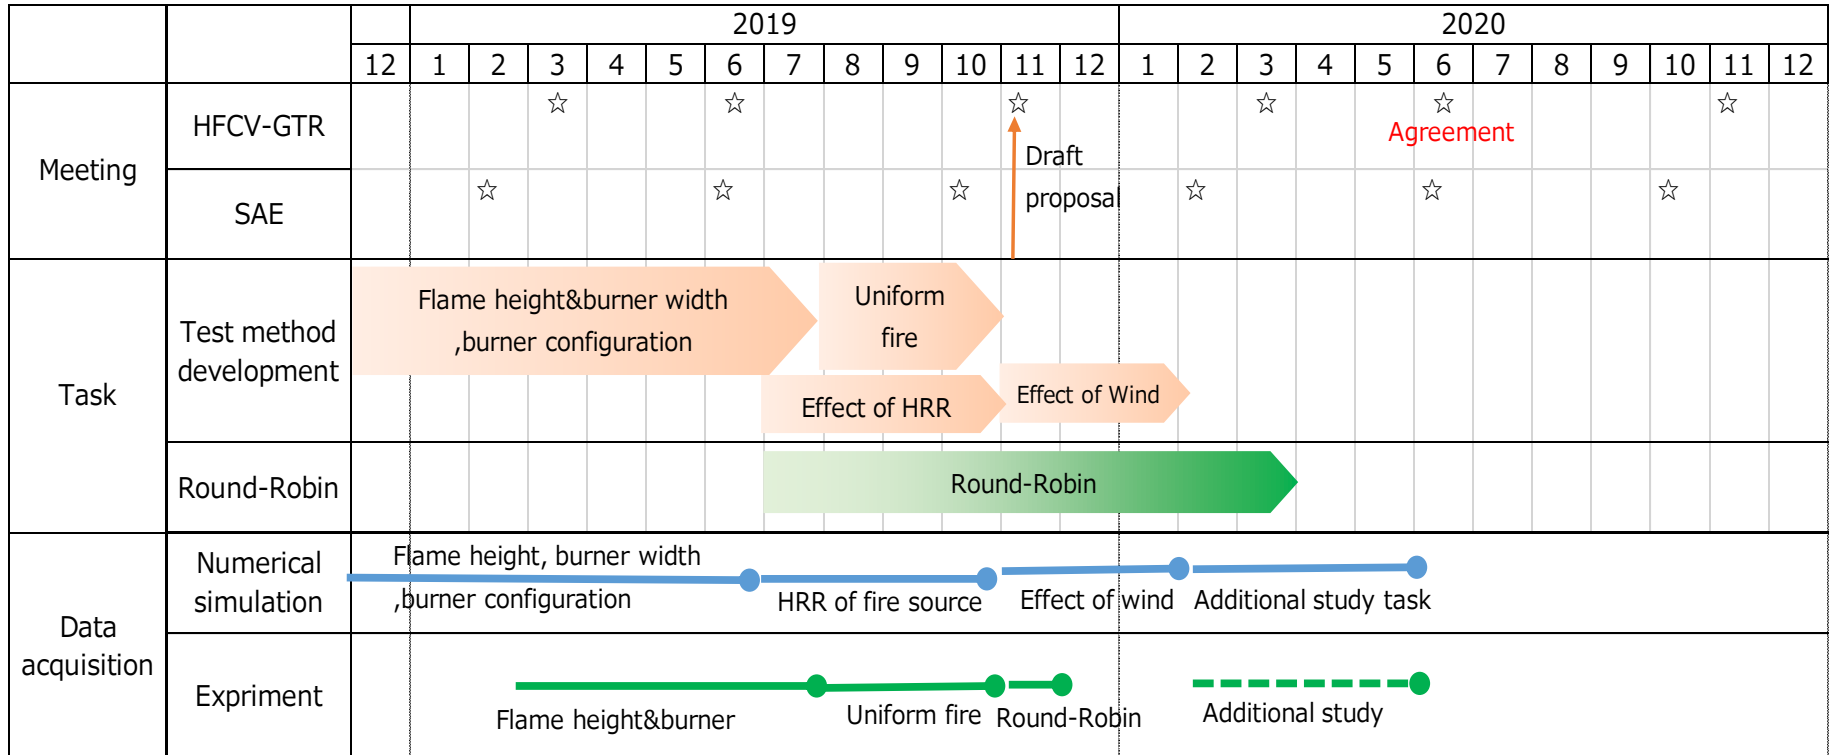 2019
2020
12 1 2 3 4 5 6 7 8 9 10 11 12 1 2 3 4 5 6 7 8 9 10 11 12
Meeting
HFCV-GTR
☆ ☆ ☆ ☆ ☆ ☆
Agreement
Draft
proposal
SAE
☆ ☆ ☆ ☆ ☆ ☆
Task
Test method
development
Flame height&burner width
,burner configuration
Uniform
fire
Effect of HRR
Effect of Wind
Round-Robin
Round-Robin
Data
acquisition
Numerical
simulation
Flame height, burner width
,burner configuration
HRR of fire source
Effect of wind
Additional study task
Expriment
Flame height&burner
Uniform fire
Round-Robin
Additional study